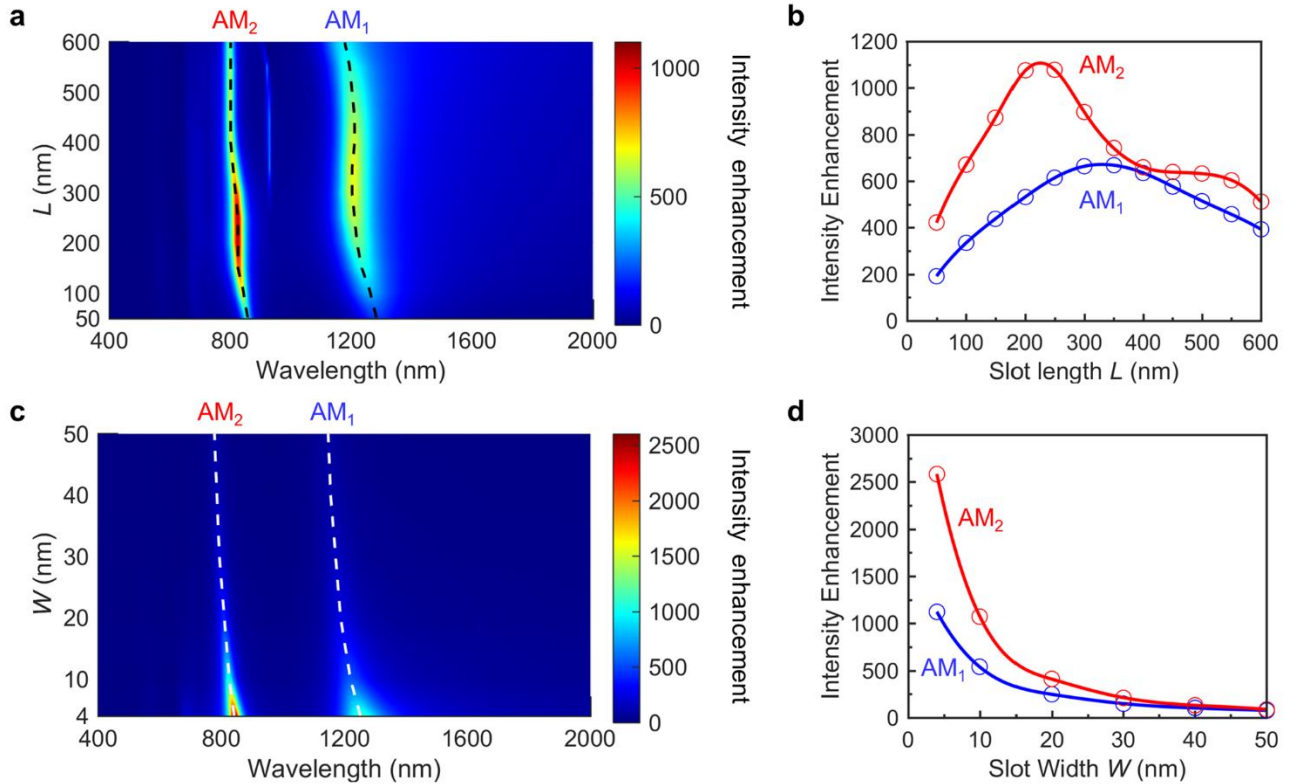 a
AM₂ AM₁
600
500
400
300
200
100
50
L (nm)
400 800 1200 1600 2000
Wavelength (nm)
1000
500
0
Intensity enhancement
b
1200
1000
800
600
400
200
0
Intensity Enhancement
AM₂
AM₁
0 100 200 300 400 500 600
Slot length L (nm)
c
AM₂ AM₁
50
40
30
20
10
4
W (nm)
400 800 1200 1600 2000
Wavelength (nm)
2500
2000
1500
1000
500
0
Intensity enhancement
d
3000
2500
2000
1500
1000
500
0
Intensity Enhancement
AM₂
AM₁
0 10 20 30 40 50
Slot Width W (nm)